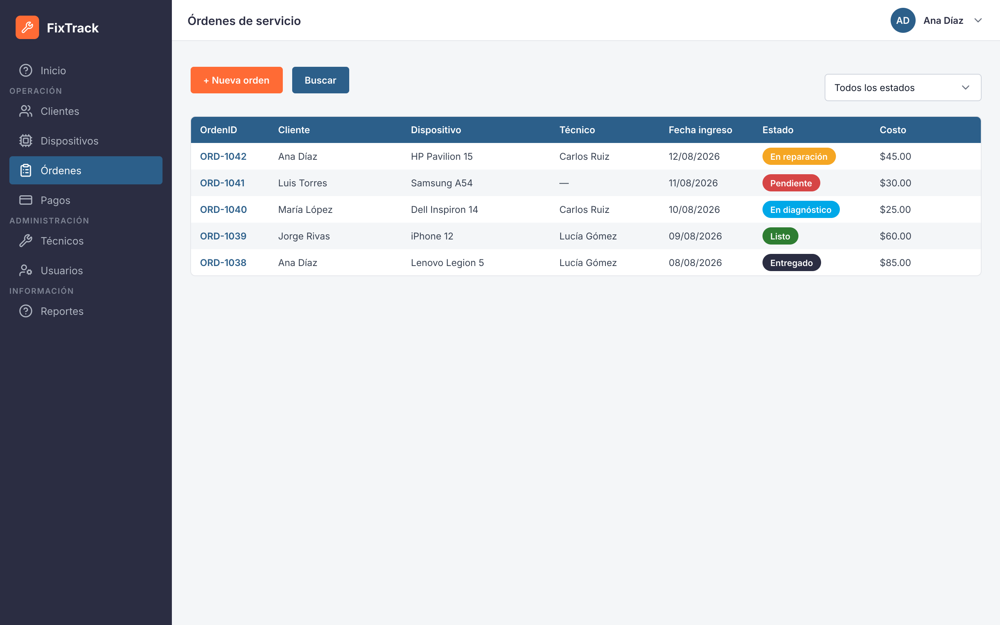 FixTrack
Inicio
OPERACIÓN
Clientes
Dispositivos
Órdenes
Pagos
ADMINISTRACIÓN
Técnicos
Usuarios
INFORMACIÓN
Reportes
Órdenes de servicio
AD Ana Díaz
+ Nueva orden Buscar
Todos los estados
OrdenID Cliente Dispositivo Técnico Fecha ingreso Estado Costo
ORD-1042 Ana Díaz HP Pavilion 15 Carlos Ruiz 12/08/2026 En reparación $45.00
ORD-1041 Luis Torres Samsung A54 — 11/08/2026 Pendiente $30.00
ORD-1040 María López Dell Inspiron 14 Carlos Ruiz 10/08/2026 En diagnóstico $25.00
ORD-1039 Jorge Rivas iPhone 12 Lucía Gómez 09/08/2026 Listo $60.00
ORD-1038 Ana Díaz Lenovo Legion 5 Lucía Gómez 08/08/2026 Entregado $85.00